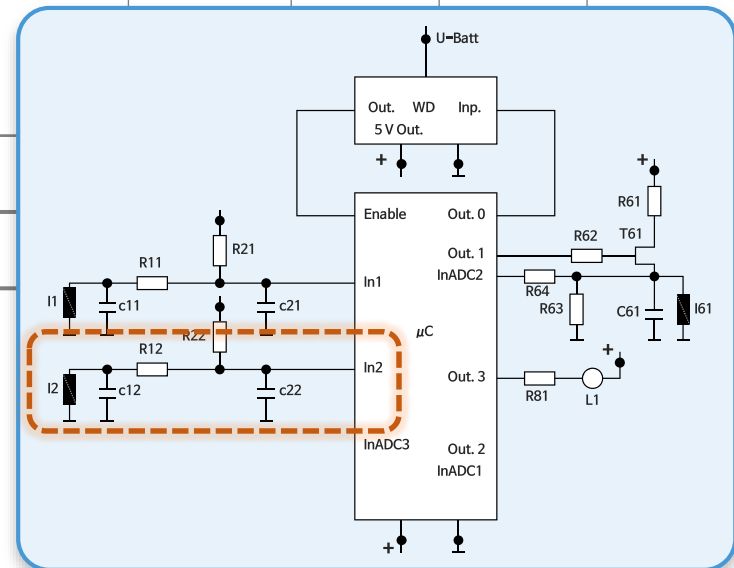 U-Batt
Out. WD Inp.
5 V Out.
+
+
Enable Out. 0
R61
R21
R62 T61
Out. 1
R11
In1 InADC2
I1 c11 c21
R64
R63 C61 I61
R22
µC
R12
+
In2
Out. 3
I2 c12 c22
R81 L1
InADC3
Out. 2
InADC1
+